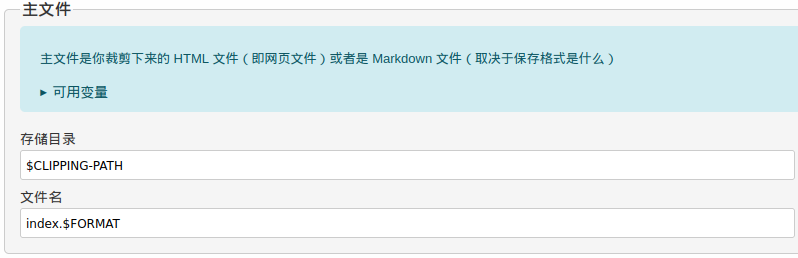 主文件
主文件是你裁剪下来的 HTML 文件（即网页文件）或者是 Markdown 文件（取决于保存格式是什么）
▸ 可用变量
存储目录
$CLIPPING-PATH
文件名
index.$FORMAT